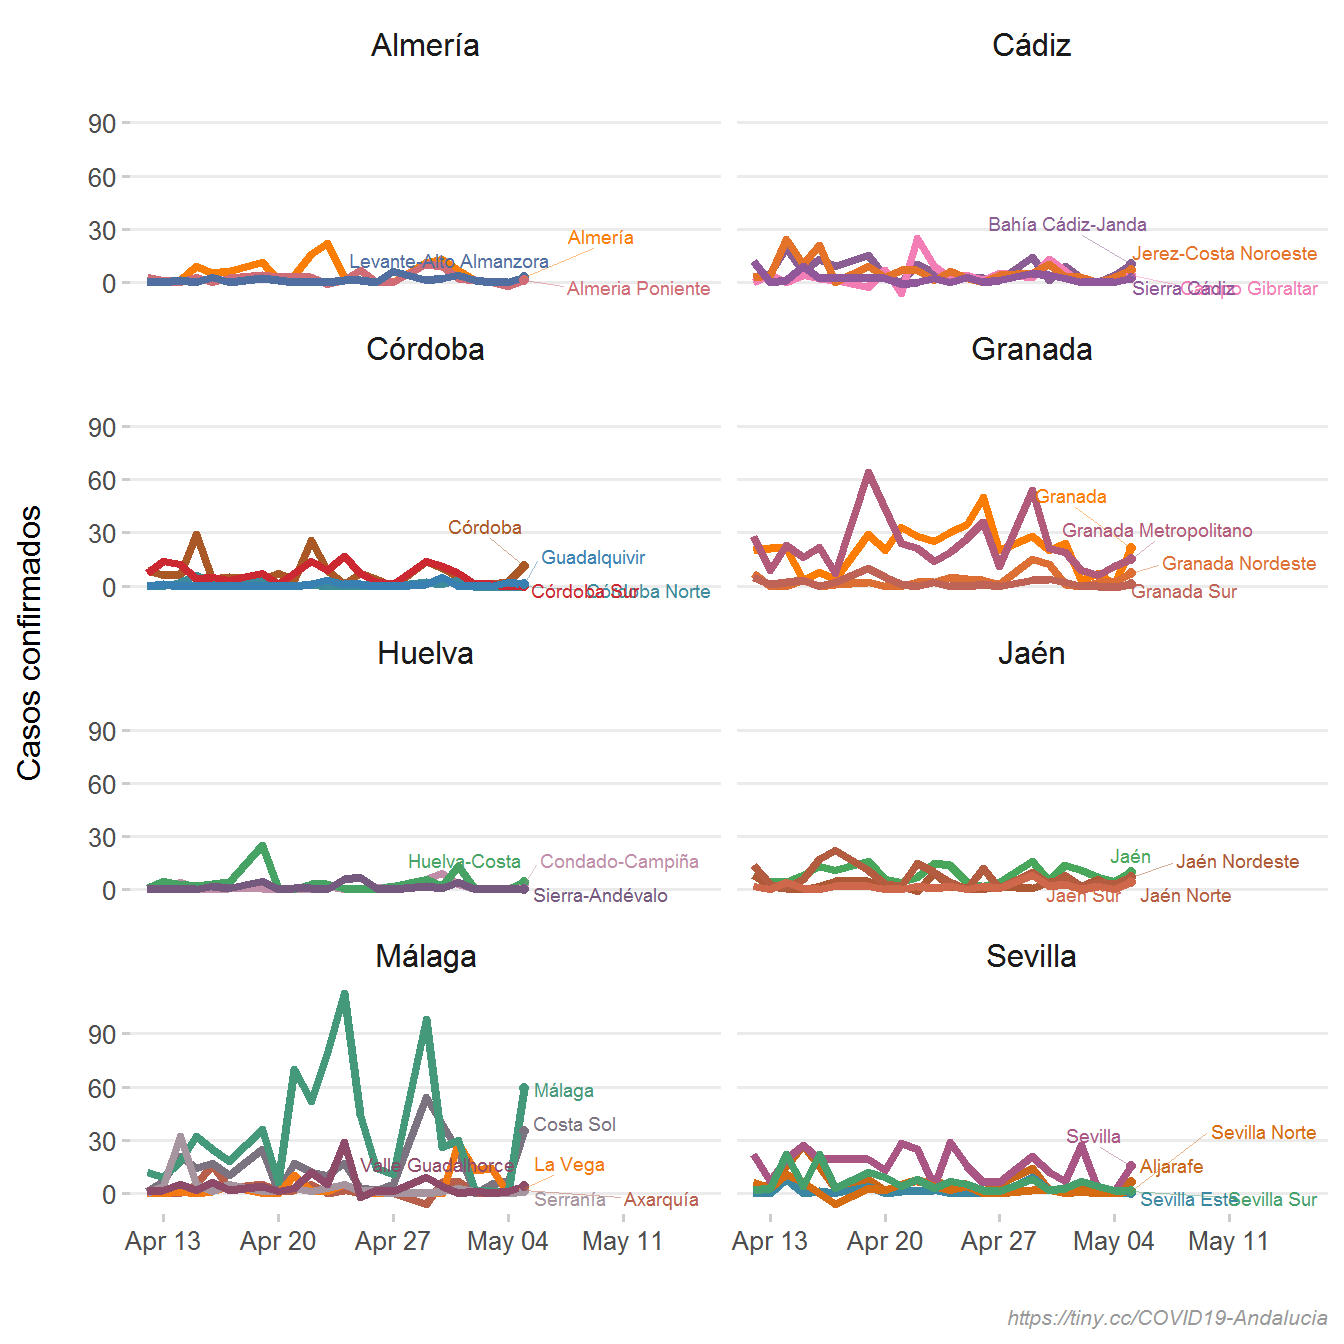 Almería
Cádiz
90
60
30
0
Almería
Levante-Alto Almanzora
Almeria Poniente
Bahía Cádiz-Janda
Jerez-Costa Noroeste
Sierra Cádiz
Campo Gibraltar
Córdoba
Granada
90
60
30
0
Córdoba
Guadalquivir
Córdoba Sur
Córdoba Norte
Granada
Granada Metropolitano
Granada Nordeste
Granada Sur
Casos confirmados
Huelva
Jaén
90
60
30
0
Huelva-Costa
Condado-Campiña
Sierra-Andévalo
Jaén
Jaén Nordeste
Jaén Sur
Jaén Norte
Málaga
Sevilla
90
60
30
0
Málaga
Costa Sol
Valle Guadalhorce
La Vega
Serranía
Axarquía
Sevilla
Sevilla Norte
Aljarafe
Sevilla Este
Sevilla Sur
Apr 13
Apr 20
Apr 27
May 04
May 11
Apr 13
Apr 20
Apr 27
May 04
May 11
https://tiny.cc/COVID19-Andalucia